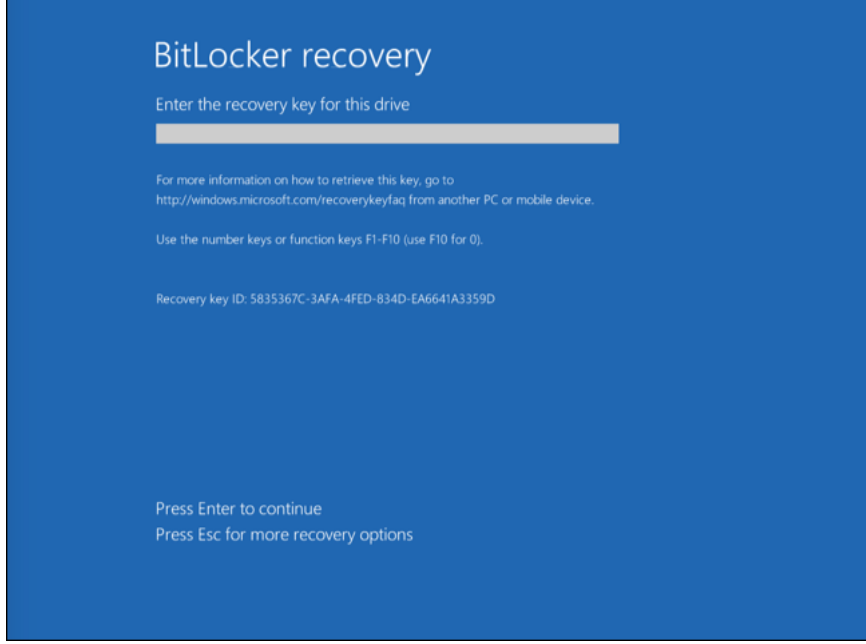 BitLocker recovery
Enter the recovery key for this drive
For more information on how to retrieve this key, go to
http://windows.microsoft.com/recoverykeyfaq from another PC or mobile device.
Use the number keys or function keys F1-F10 (use F10 for 0).
Recovery key ID: 5835367C-3AFA-4FED-834D-EA6641A3359D
Press Enter to continue
Press Esc for more recovery options